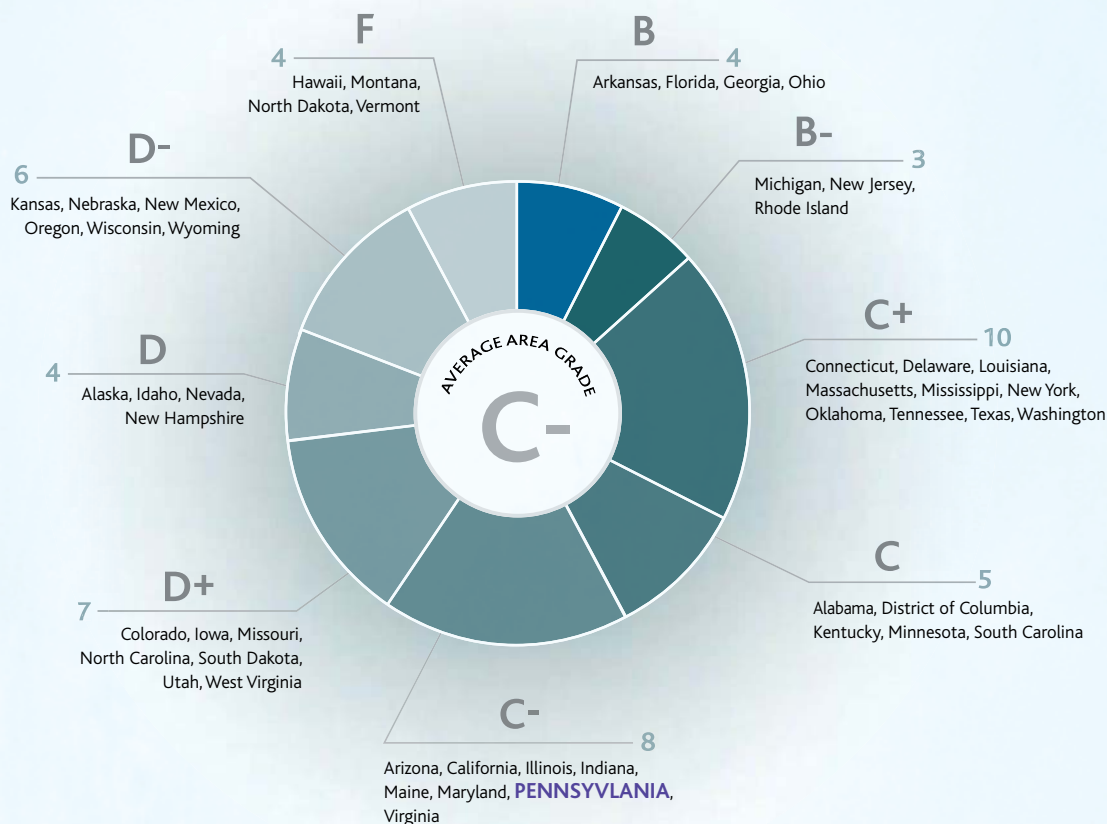 F
4
Hawaii, Montana,
North Dakota, Vermont
B
4
Arkansas, Florida, Georgia, Ohio
B-
3
Michigan, New Jersey,
Rhode Island
C+
10
Connecticut, Delaware, Louisiana,
Massachusetts, Mississippi, New York,
Oklahoma, Tennessee, Texas, Washington
C
5
Alabama, District of Columbia,
Kentucky, Minnesota, South Carolina
C-
8
Arizona, California, Illinois, Indiana,
Maine, Maryland, PENNSYVLANIA,
Virginia
D+
7
Colorado, Iowa, Missouri,
North Carolina, South Dakota,
Utah, West Virginia
D
4
Alaska, Idaho, Nevada,
New Hampshire
D-
6
Kansas, Nebraska, New Mexico,
Oregon, Wisconsin, Wyoming
AVERAGE AREA GRADE
C-